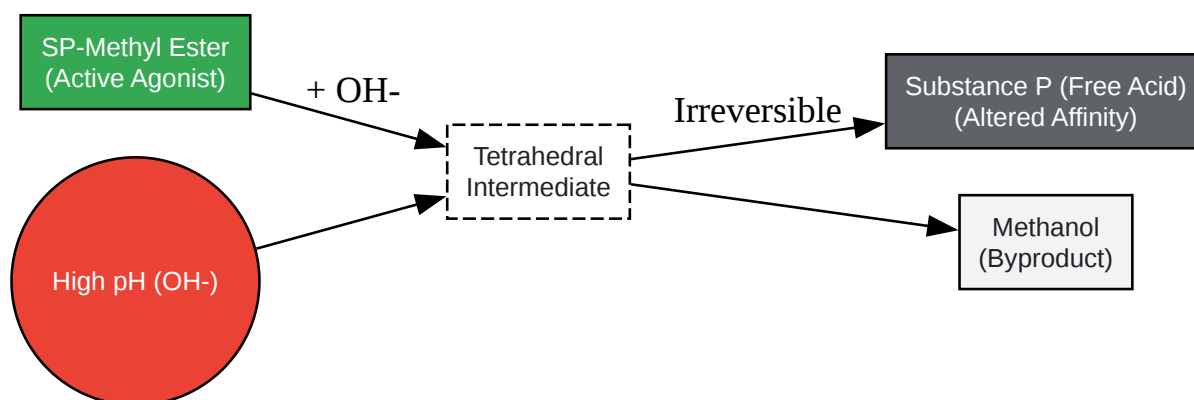 SP-Methyl Ester
(Active Agonist)
+ OH-
High pH (OH-)
Tetrahedral
Intermediate
Irreversible
Substance P (Free Acid)
(Altered Affinity)
Methanol
(Byproduct)